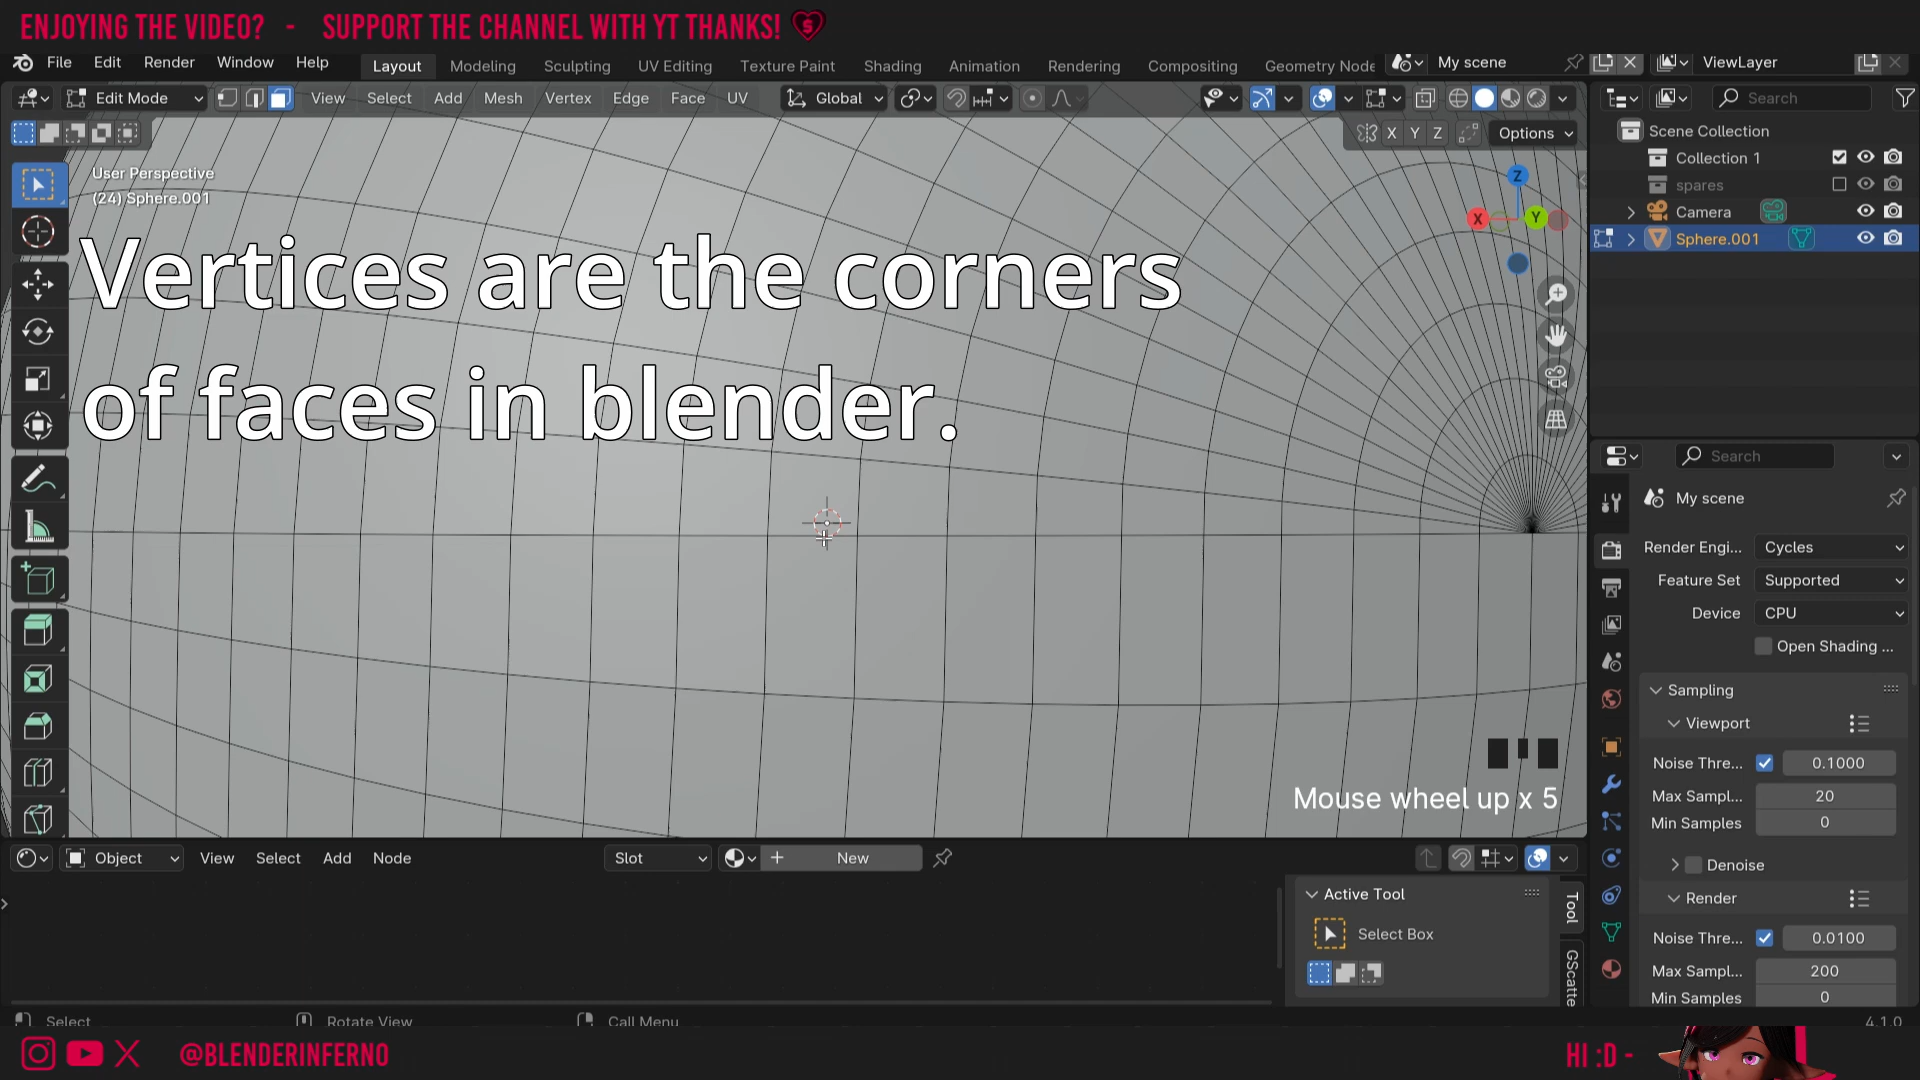 ENJOYING THE VIDEO? - SUPPORT THE CHANNEL WITH YT THANKS!
File Edit Render Window Help Layout Modeling Sculpting UV Editing Texture Paint Shading Animation Rendering Compositing Geometry Node My scene ViewLayer
Edit Mode View Select Add Mesh Vertex Edge Face UV Global Search
X Y Z Options
Scene Collection
Collection 1
spares
Camera
Sphere.001
User Perspective
(24) Sphere.001
Z
X Y
Vertices are the corners
of faces in blender.
Mouse wheel up x 5
Search
My scene
Render Engi... Cycles
Feature Set Supported
Device CPU
Open Shading ...
Sampling
Viewport
Noise Thre... 0.1000
Max Sampl... 20
Min Samples 0
Denoise
Render
Noise Thre... 0.0100
Max Sampl... 200
Min Samples 0
Object View Select Add Node Slot New
Active Tool
Select Box
Tool
GScatte
Select Rotate View Call Menu 4.1.0
@BLENDERINFERNO HI :D -